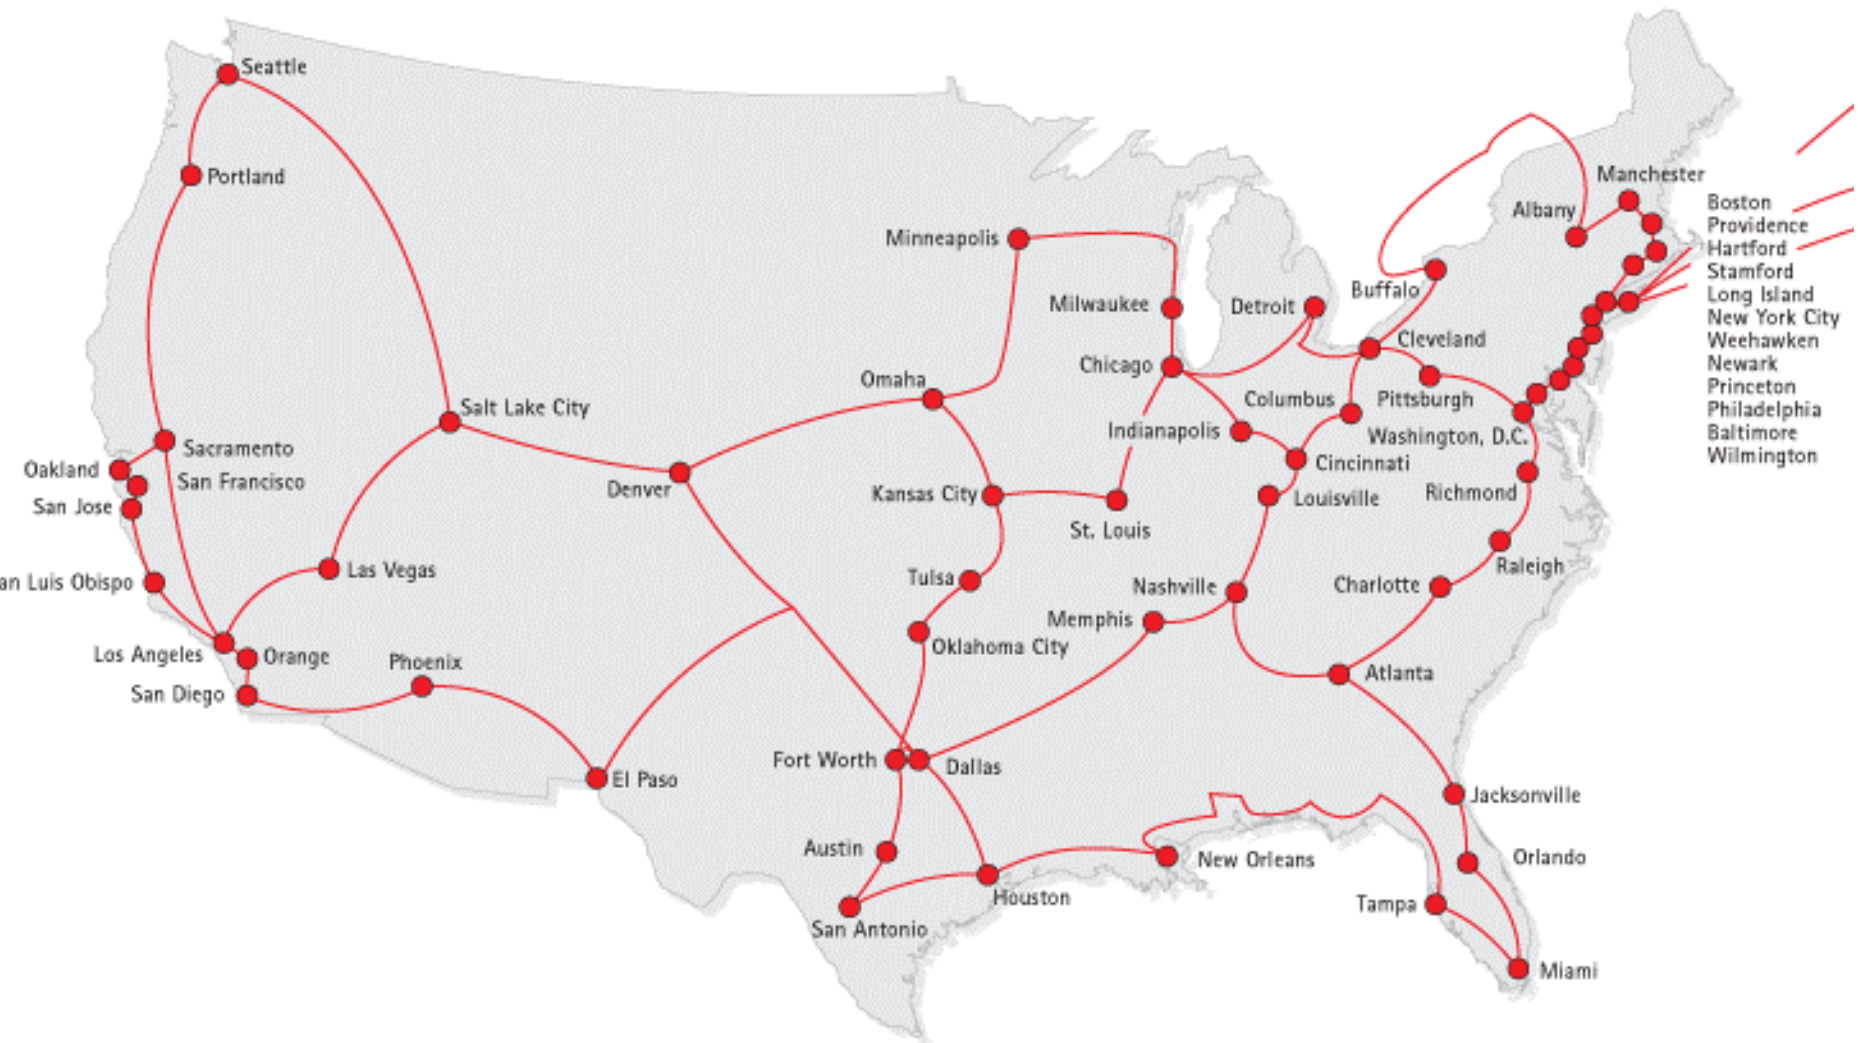 Seattle
Portland
Manchester
Boston
Albany
Providence
Minneapolis
Hartford
Stamford
Buffalo
Long Island
Milwaukee
Detroit
New York City
Cleveland
Weehawken
Chicago
Newark
Omaha
Princeton
Columbus
Pittsburgh
Salt Lake City
Philadelphia
Indianapolis
Washington, D.C.
Baltimore
Sacramento
Wilmington
Oakland
Cincinnati
San Francisco
Denver
Kansas City
Louisville
Richmond
San Jose
St. Louis
Raleigh
an Luis Obispo
Las Vegas
Tulsa
Nashville
Charlotte
Memphis
Oklahoma City
Los Angeles
Orange
Phoenix
Atlanta
San Diego
Fort Worth
Dallas
El Paso
Jacksonville
Austin
New Orleans
Orlando
Houston
Tampa
San Antonio
Miami